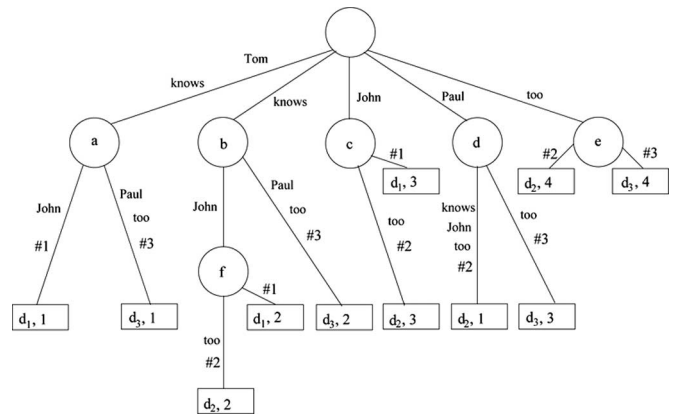 Tom
knows
knows
John
Paul
too
a
b
c
d
e
#1
#2
#3
d1, 3
d2, 4
d3, 4
John
#1
Paul
too
#3
John
Paul
too
#3
too
#2
knows
John
too
#2
too
#3
f
#1
d1, 1
d3, 1
d1, 2
d3, 2
d2, 3
d2, 1
d3, 3
too
#2
d2, 2